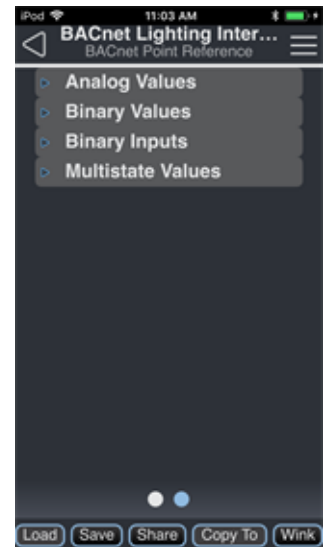 iPod 11:03 AM
BACnet Lighting Inter...
BACnet Point Reference
Analog Values
Binary Values
Binary Inputs
Multistate Values
Load Save Share Copy To Wink